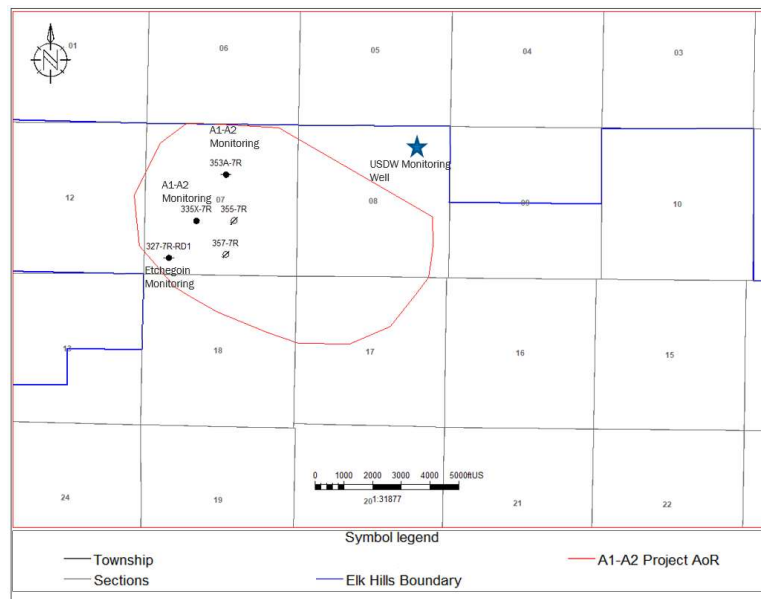 01
06
05
04
03
N
A1-A2
Monitoring
353A-7R
USDW Monitoring
Well
A1-A2
Monitoring
12
07
08
09
10
335X-7R
355-7R
327-7R-RD1
357-7R
Etchegoin
Monitoring
13
18
17
16
15
0 1000 2000 3000 4000 5000ftUS
1:31877
24
19
20
21
22
Symbol legend
Township
A1-A2 Project AoR
Sections
Elk Hills Boundary